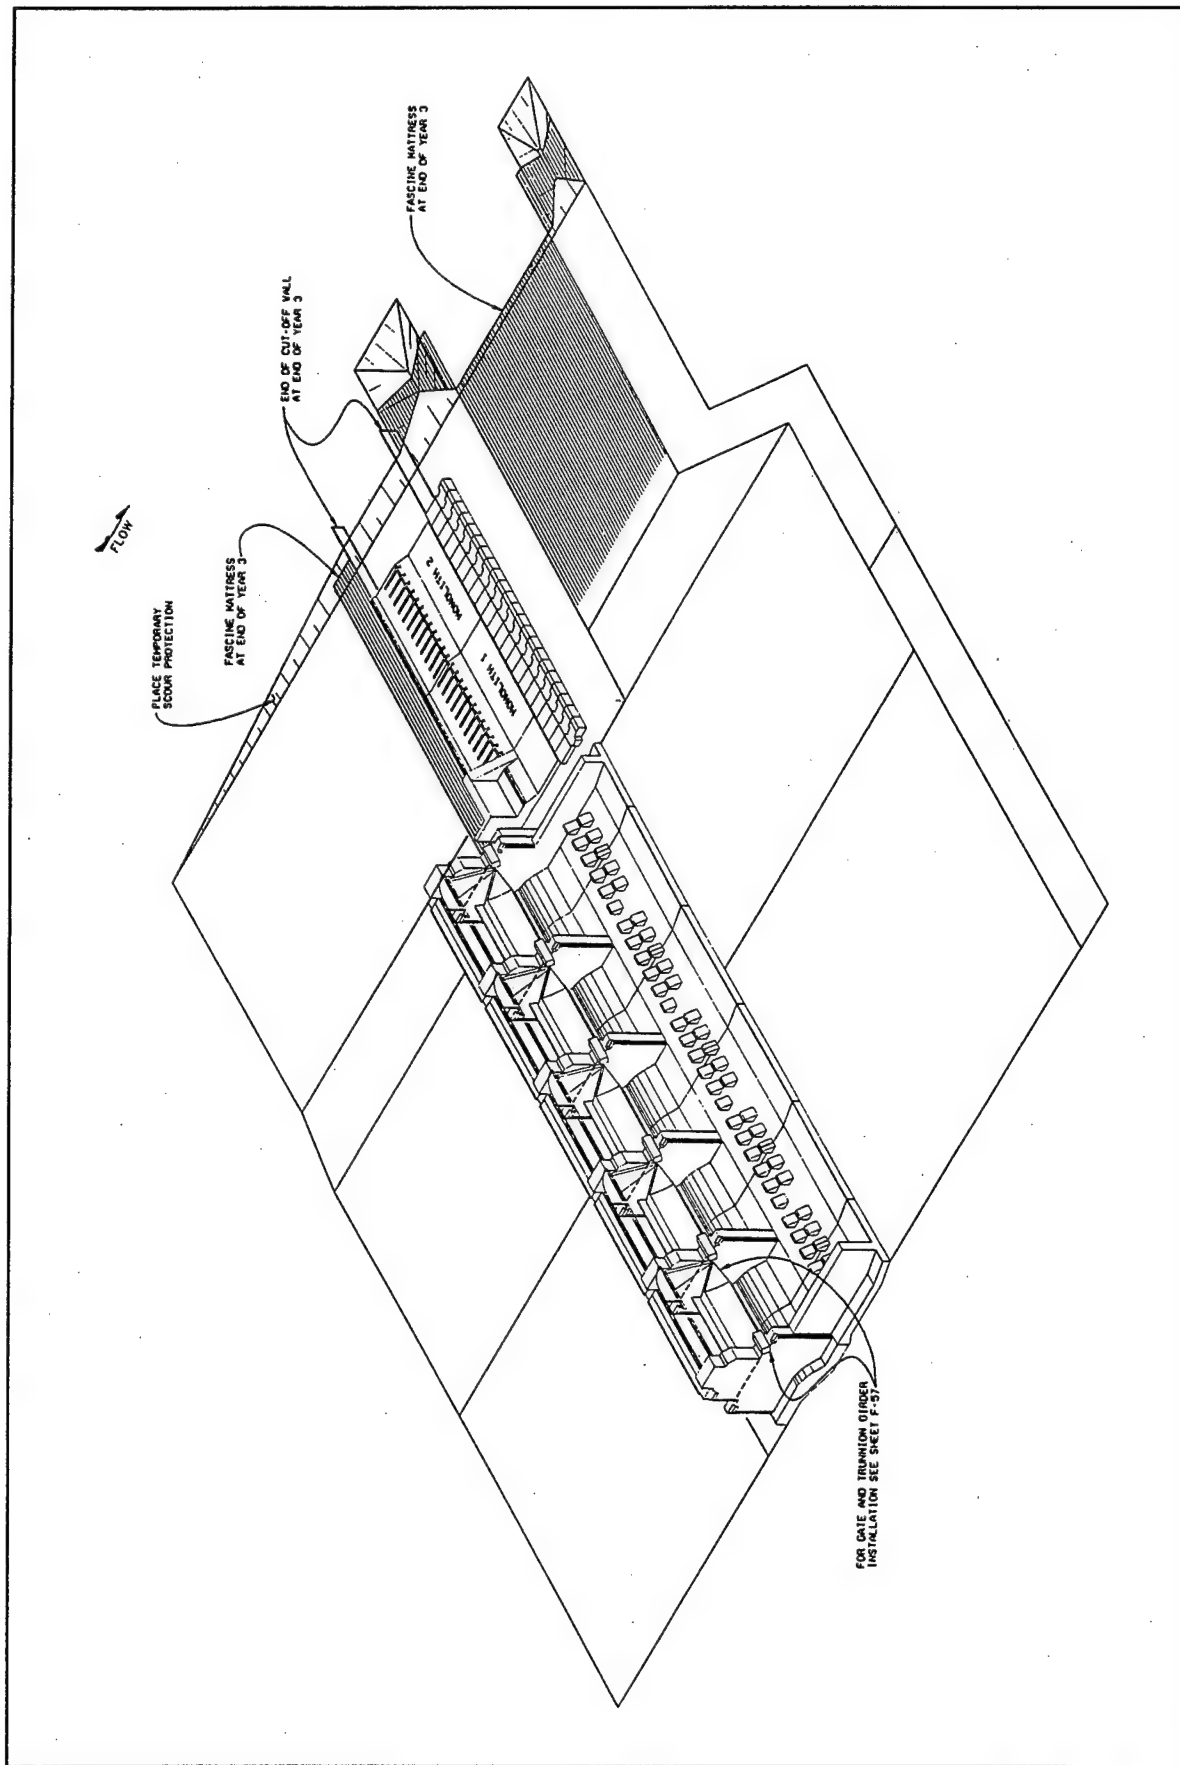 PLACE TEMPORARY
SCOUR PROTECTION
FASCINE MATTRESS
AT END OF YEAR 3
END OF CUT-OFF WALL
AT END OF YEAR 3
FASCINE MATTRESS
AT END OF YEAR 3
FLOW
MONOLITH 1
MONOLITH 2
FOR GATE AND TRUNNION GIRDER
INSTALLATION SEE SHEET F-57